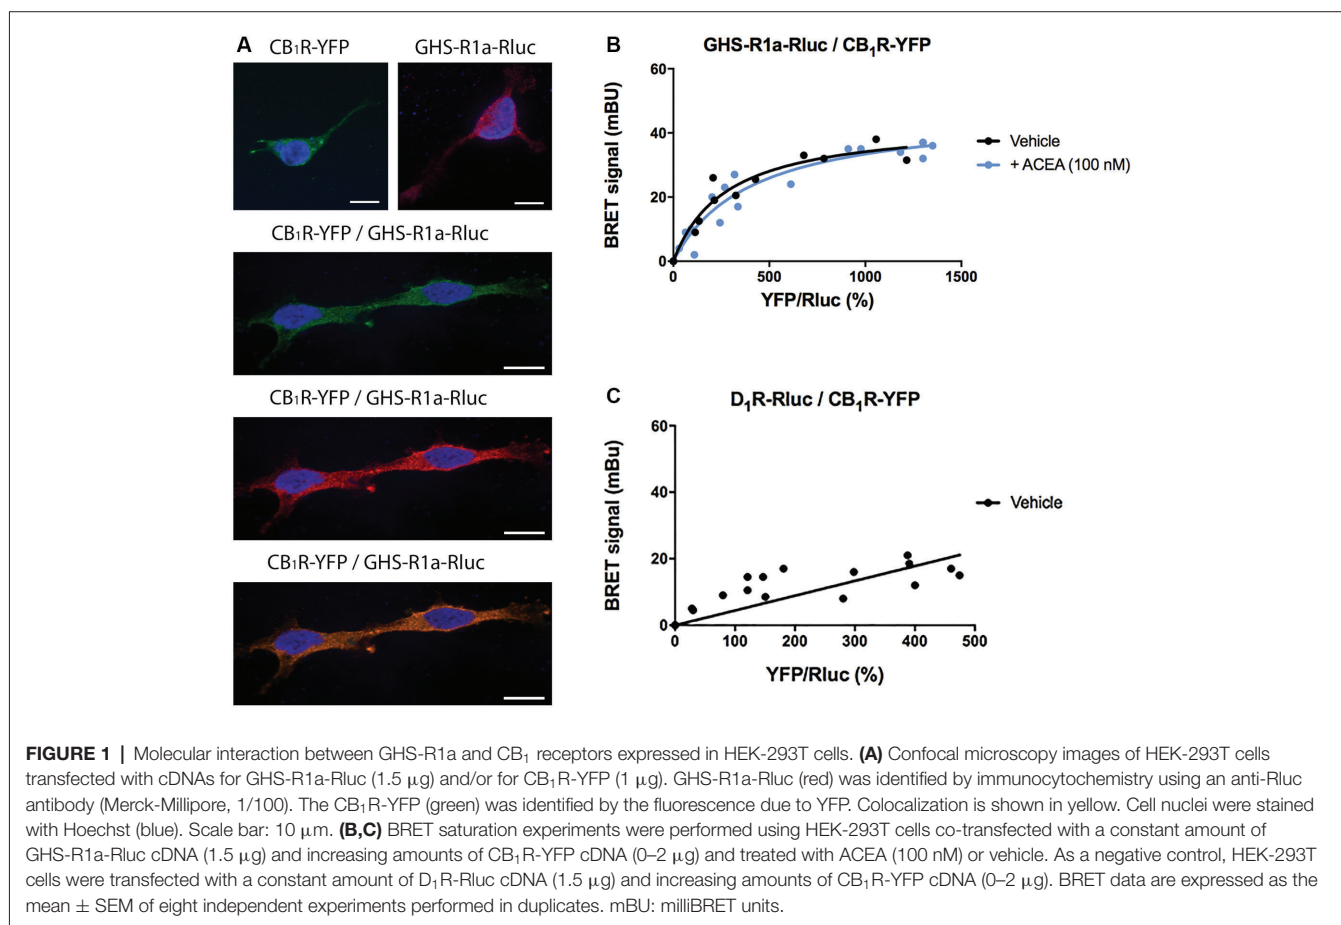 A
CB₁R-YFP
GHS-R1a-Rluc
CB₁R-YFP / GHS-R1a-Rluc
CB₁R-YFP / GHS-R1a-Rluc
CB₁R-YFP / GHS-R1a-Rluc
B
GHS-R1a-Rluc / CB₁R-YFP
BRET signal (mBU)
60
40
20
0
0 500 1000 1500
YFP/Rluc (%)
Vehicle
+ ACEA (100 nM)
C
D₁R-Rluc / CB₁R-YFP
BRET signal (mBu)
60
40
20
0
0 100 200 300 400 500
YFP/Rluc (%)
Vehicle
FIGURE 1 | Molecular interaction between GHS-R1a and CB₁ receptors expressed in HEK-293T cells. (A) Confocal microscopy images of HEK-293T cells
transfected with cDNAs for GHS-R1a-Rluc (1.5 μg) and/or for CB₁R-YFP (1 μg). GHS-R1a-Rluc (red) was identified by immunocytochemistry using an anti-Rluc
antibody (Merck-Millipore, 1/100). The CB₁R-YFP (green) was identified by the fluorescence due to YFP. Colocalization is shown in yellow. Cell nuclei were stained
with Hoechst (blue). Scale bar: 10 μm. (B,C) BRET saturation experiments were performed using HEK-293T cells co-transfected with a constant amount of
GHS-R1a-Rluc cDNA (1.5 μg) and increasing amounts of CB₁R-YFP cDNA (0–2 μg) and treated with ACEA (100 nM) or vehicle. As a negative control, HEK-293T
cells were transfected with a constant amount of D₁R-Rluc cDNA (1.5 μg) and increasing amounts of CB₁R-YFP cDNA (0–2 μg). BRET data are expressed as the
mean ± SEM of eight independent experiments performed in duplicates. mBU: milliBRET units.